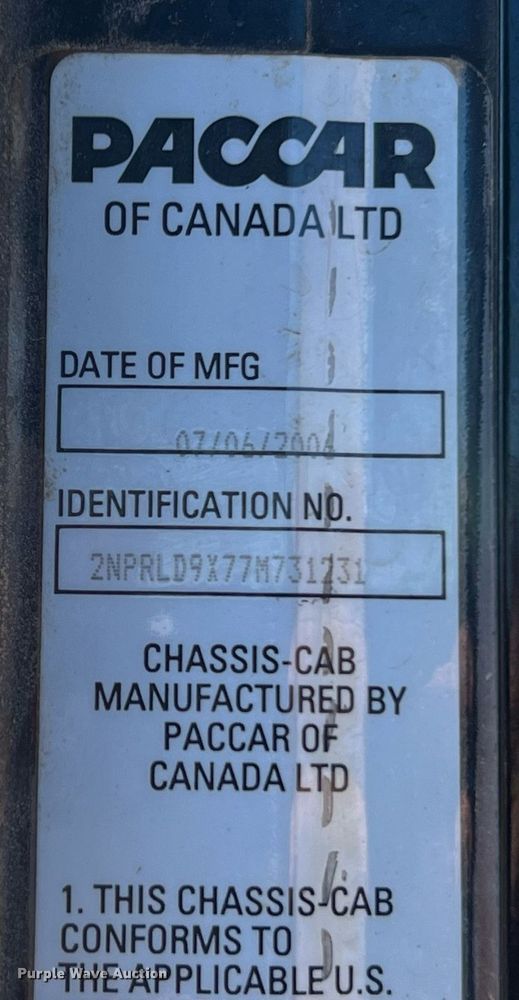 PACCAR
OF CANADA LTD
DATE OF MFG
07/06/2006
IDENTIFICATION NO.
2NPRLD9X77M731231
CHASSIS-CAB
MANUFACTURED BY
PACCAR OF
CANADA LTD
1. THIS CHASSIS-CAB
CONFORMS TO
THE APPLICABLE U.S.
Purple Wave Auction